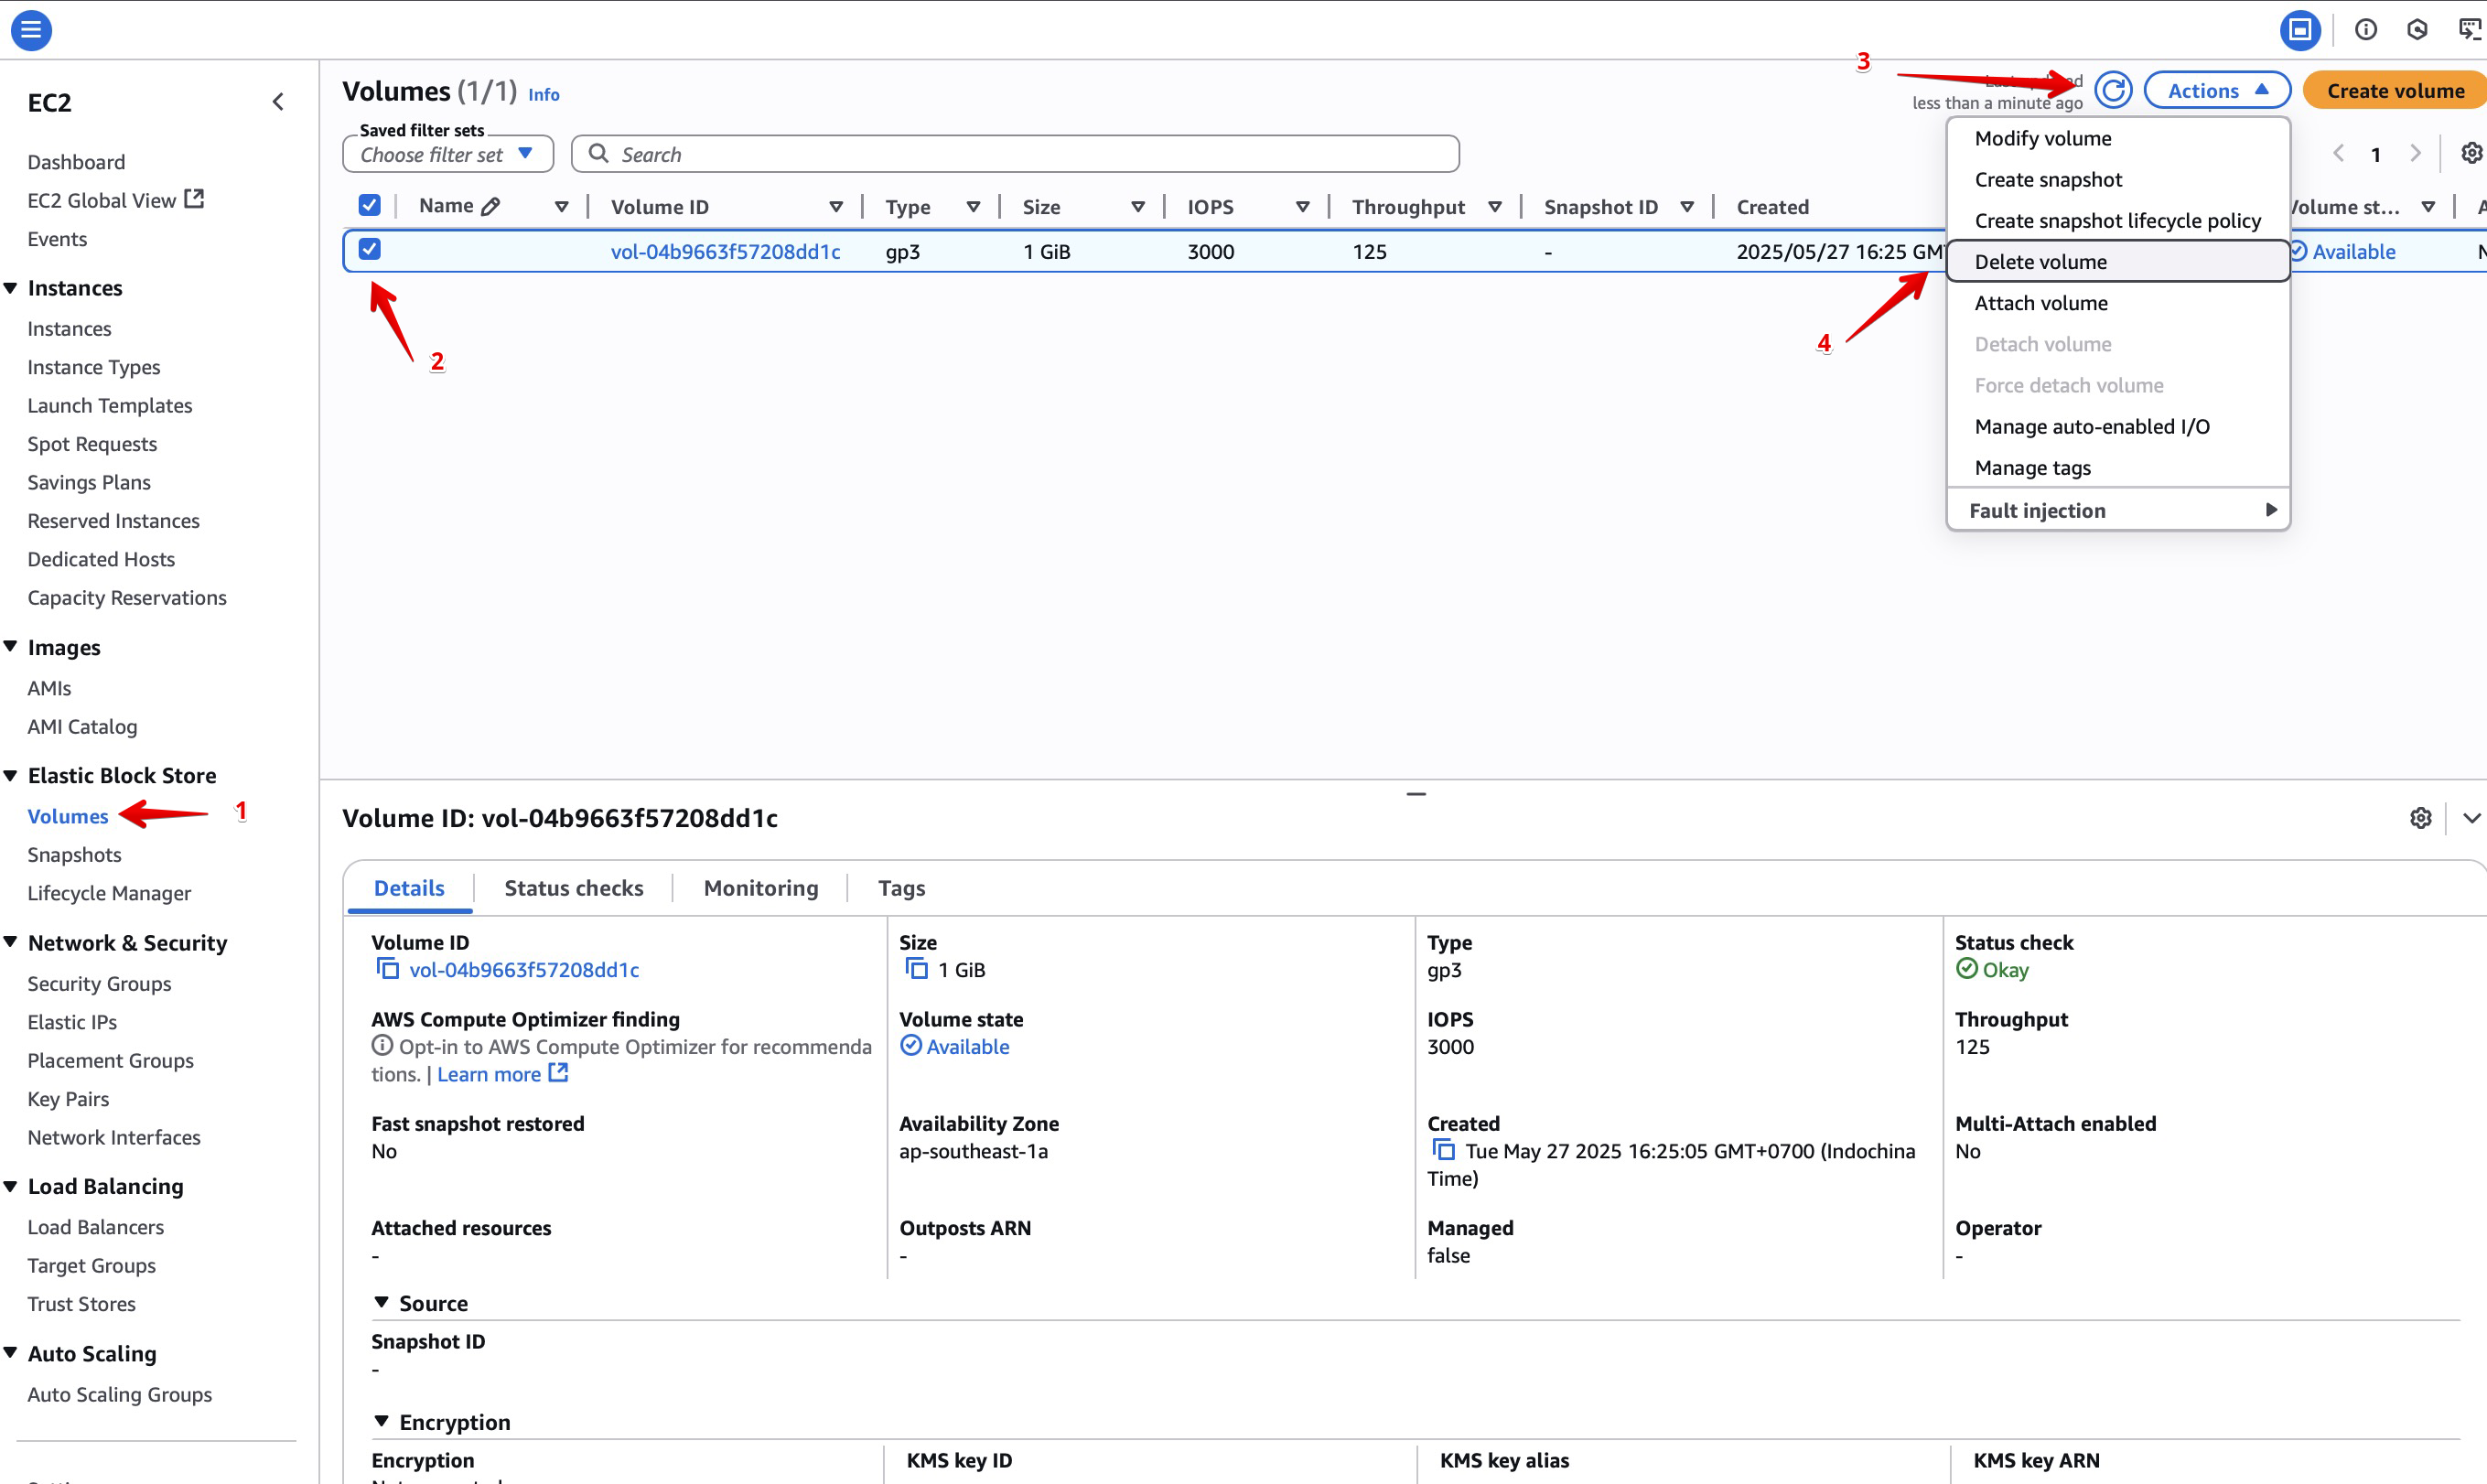 EC2
Dashboard
EC2 Global View
Events
Instances
Instances
Instance Types
Launch Templates
Spot Requests
Savings Plans
Reserved Instances
Dedicated Hosts
Capacity Reservations
Images
AMIs
AMI Catalog
Elastic Block Store
Volumes 1
Snapshots
Lifecycle Manager
Network & Security
Security Groups
Elastic IPs
Placement Groups
Key Pairs
Network Interfaces
Load Balancing
Load Balancers
Target Groups
Trust Stores
Auto Scaling
Auto Scaling Groups
Volumes (1/1) Info
3
less than a minute ago
Actions
Create volume
Saved filter sets
Choose filter set
Search
1
Name Volume ID Type Size IOPS Throughput Snapshot ID Created Volume st...
vol-04b9663f57208dd1c gp3 1 GiB 3000 125 - 2025/05/27 16:25 GM Available
2
4
Modify volume
Create snapshot
Create snapshot lifecycle policy
Delete volume
Attach volume
Detach volume
Force detach volume
Manage auto-enabled I/O
Manage tags
Fault injection
Volume ID: vol-04b9663f57208dd1c
Details Status checks Monitoring Tags
Volume ID
vol-04b9663f57208dd1c
Size
1 GiB
Type
gp3
Status check
Okay
AWS Compute Optimizer finding
Opt-in to AWS Compute Optimizer for recommenda
tions. | Learn more
Volume state
Available
IOPS
3000
Throughput
125
Fast snapshot restored
No
Availability Zone
ap-southeast-1a
Created
Tue May 27 2025 16:25:05 GMT+0700 (Indochina
Time)
Multi-Attach enabled
No
Attached resources
-
Outposts ARN
-
Managed
false
Operator
-
Source
Snapshot ID
-
Encryption
Encryption KMS key ID KMS key alias KMS key ARN